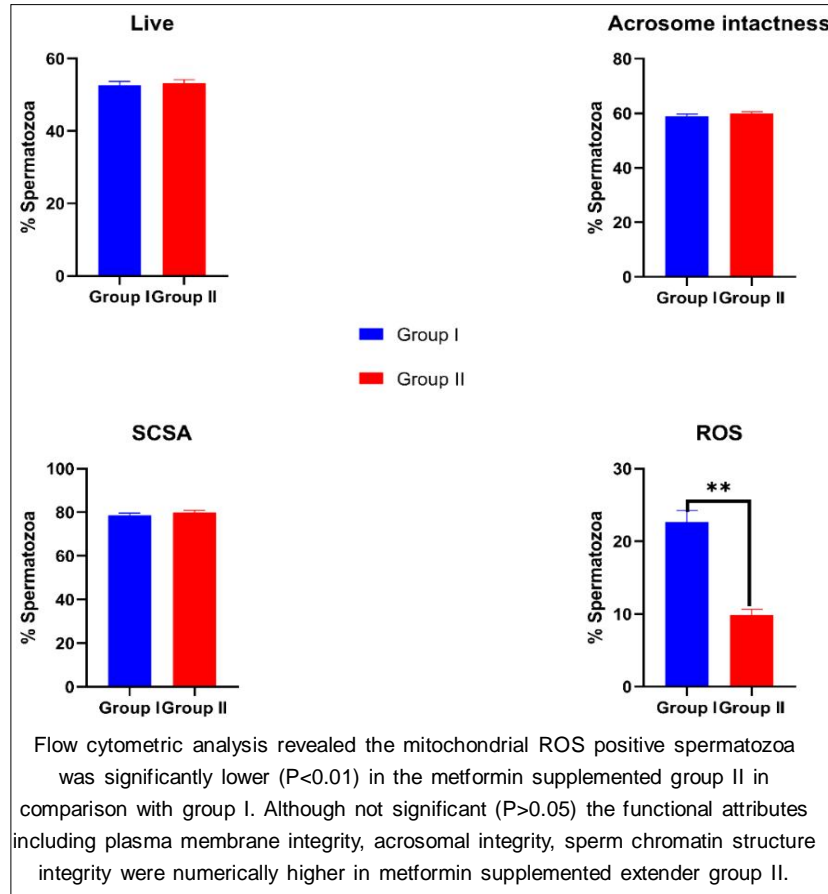 Live
60
40
20
0
% Spermatozoa
Group I Group II
Acrosome intactness
80
60
40
20
0
% Spermatozoa
Group I Group II
Group I
Group II
SCSA
100
80
60
40
20
0
% Spermatozoa
Group I Group II
ROS
30
20
10
0
% Spermatozoa
**
Group I Group II
Flow cytometric analysis revealed the mitochondrial ROS positive spermatozoa
was significantly lower (P<0.01) in the metformin supplemented group II in
comparison with group I. Although not significant (P>0.05) the functional attributes
including plasma membrane integrity, acrosomal integrity, sperm chromatin structure
integrity were numerically higher in metformin supplemented extender group II.